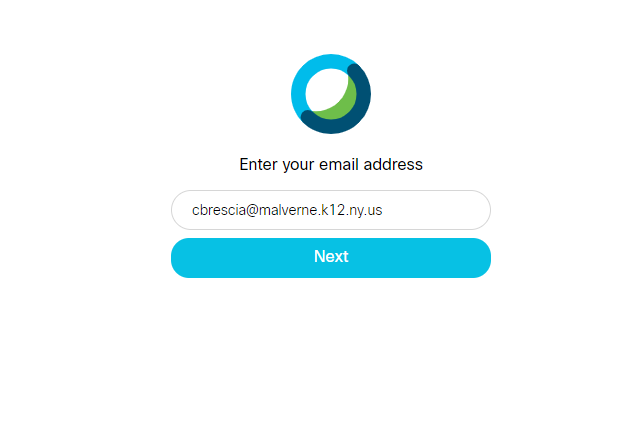 Enter your email address
cbrescia@malverne.k12.ny.us
Next